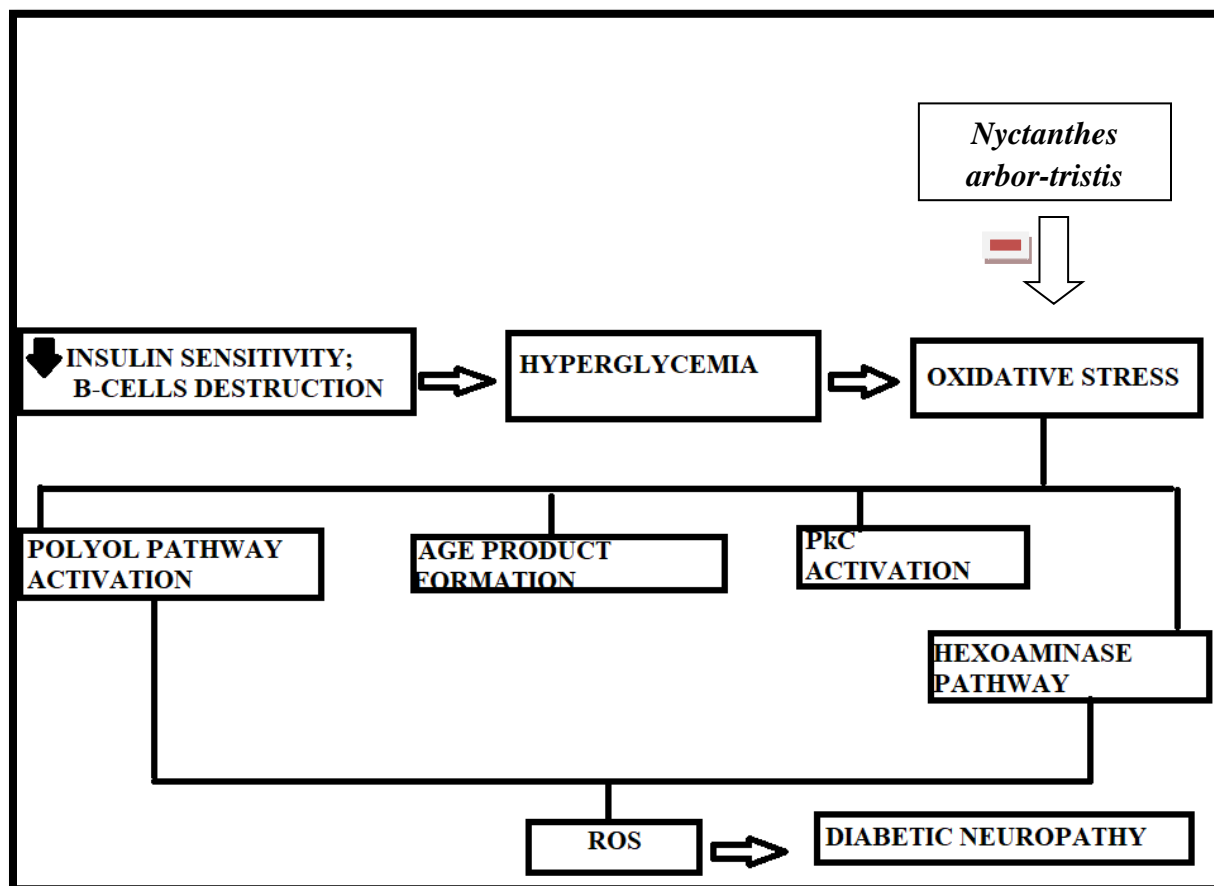 Nyctanthes
arbor-tristis
INSULIN SENSITIVITY;
B-CELLS DESTRUCTION
HYPERGLYCEMIA
OXIDATIVE STRESS
POLYOL PATHWAY
ACTIVATION
AGE PRODUCT
FORMATION
PkC
ACTIVATION
HEXOAMINASE
PATHWAY
ROS
DIABETIC NEUROPATHY